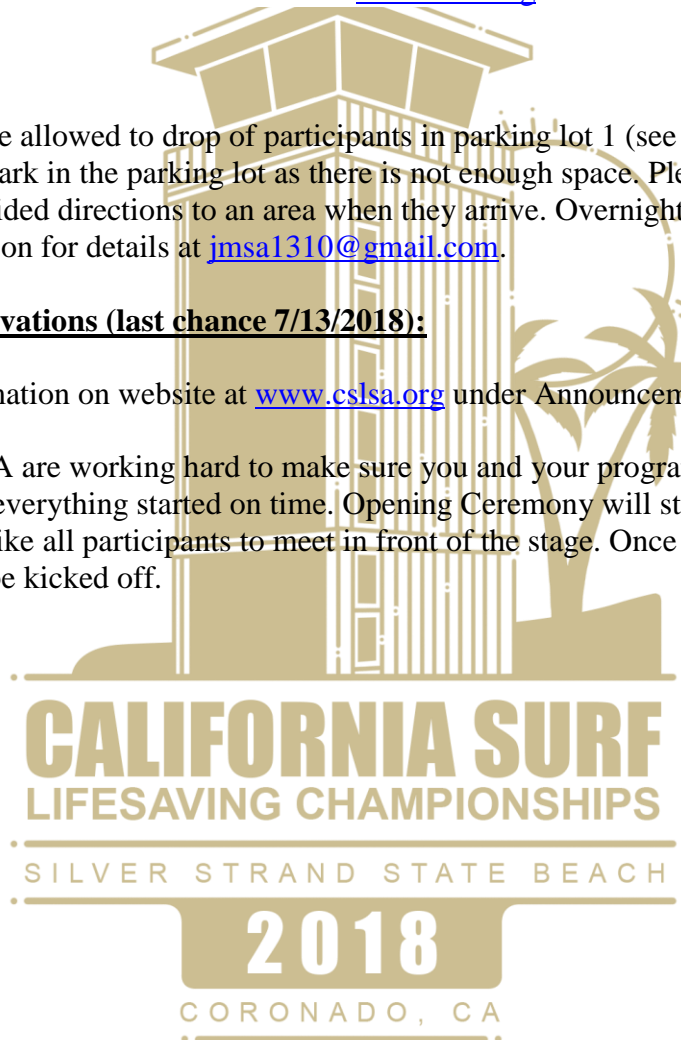 e allowed to drop of participants in parking lot 1 (see
ark in the parking lot as there is not enough space. Ple
ided directions to an area when they arrive. Overnight
on for details at jmsa1310@gmail.com.
vations (last chance 7/13/2018):
nation on website at www.cslsa.org under Announcem
A are working hard to make sure you and your progra
everything started on time. Opening Ceremony will st
ike all participants to meet in front of the stage. Once
be kicked off.
CALIFORNIA SURF
LIFESAVING CHAMPIONSHIPS
SILVER STRAND STATE BEACH
2018
CORONADO, CA